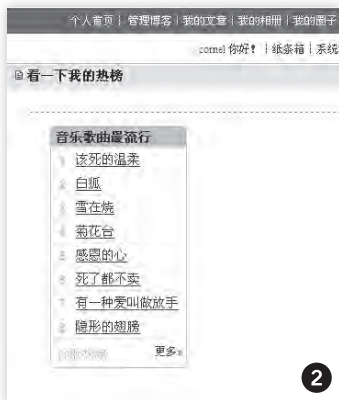 个人首页｜管理博客｜我的文章｜我的相册｜我的圈子
你好！｜纸条箱｜系统
看一下我的热榜
音乐歌曲最流行
1 该死的温柔
2 白狐
3 雪在烧
4 菊花台
5 感恩的心
6 死了都不卖
7 有一种爱叫做放手
8 隐形的翅膀
更多»
2